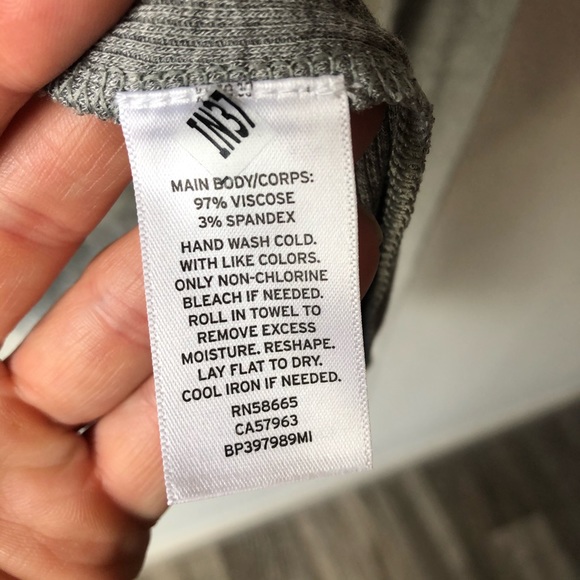 IN37
MAIN BODY/CORPS:
97% VISCOSE
3% SPANDEX
HAND WASH COLD.
WITH LIKE COLORS.
ONLY NON-CHLORINE
BLEACH IF NEEDED.
ROLL IN TOWEL TO
REMOVE EXCESS
MOISTURE. RESHAPE.
LAY FLAT TO DRY.
COOL IRON IF NEEDED.
RN58665
CA57963
BP397989MI